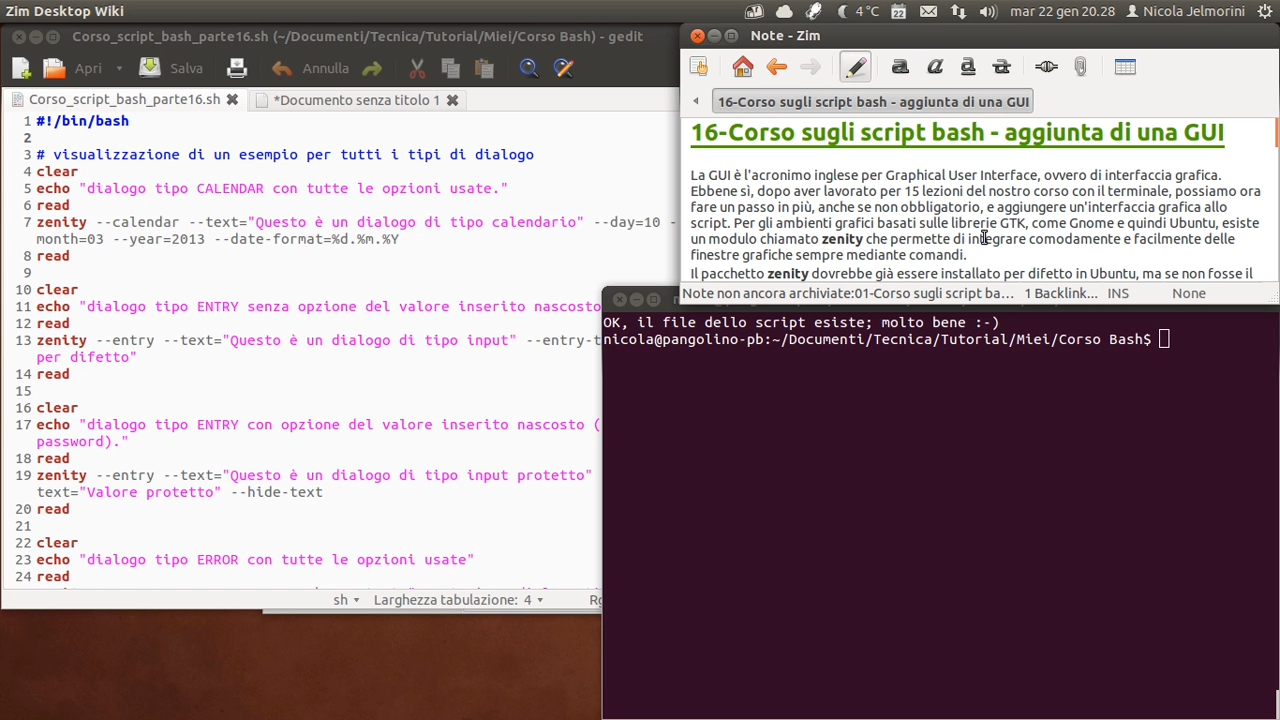 Zim Desktop Wiki
4 °C
22
mar 22 gen 20.28
Nicola Jelmorini
Corso_script_bash_parte16.sh (~/Documenti/Tecnica/Tutorial/Miei/Corso Bash) - gedit
Apri
Salva
Annulla
Corso_script_bash_parte16.sh
*Documento senza titolo 1
1 #!/bin/bash
2
3 # visualizzazione di un esempio per tutti i tipi di dialogo
4 clear
5 echo "dialogo tipo CALENDAR con tutte le opzioni usate."
6 read
7 zenity --calendar --text="Questo è un dialogo di tipo calendario" --day=10 -
month=03 --year=2013 --date-format=%d.%m.%Y
8 read
9
10 clear
11 echo "dialogo tipo ENTRY senza opzione del valore inserito nascosto
12 read
13 zenity --entry --text="Questo è un dialogo di tipo input" --entry-t
per difetto"
14 read
15
16 clear
17 echo "dialogo tipo ENTRY con opzione del valore inserito nascosto (
password)."
18 read
19 zenity --entry --text="Questo è un dialogo di tipo input protetto"
text="Valore protetto" --hide-text
20 read
21
22 clear
23 echo "dialogo tipo ERROR con tutte le opzioni usate"
24 read
sh
Larghezza tabulazione: 4
Note - Zim
16-Corso sugli script bash - aggiunta di una GUI
16-Corso sugli script bash - aggiunta di una GUI
La GUI è l'acronimo inglese per Graphical User Interface, ovvero di interfaccia grafica.
Ebbene sì, dopo aver lavorato per 15 lezioni del nostro corso con il terminale, possiamo ora
fare un passo in più, anche se non obbligatorio, e aggiungere un'interfaccia grafica allo
script. Per gli ambienti grafici basati sulle librerie GTK, come Gnome e quindi Ubuntu, esiste
un modulo chiamato zenity che permette di integrare comodamente e facilmente delle
finestre grafiche sempre mediante comandi.
Il pacchetto zenity dovrebbe già essere installato per difetto in Ubuntu, ma se non fosse il
Note non ancora archiviate:01-Corso sugli script ba...
1 Backlink...
INS
None
OK, il file dello script esiste; molto bene :-)
nicola@pangolino-pb:~/Documenti/Tecnica/Tutorial/Miei/Corso Bash$